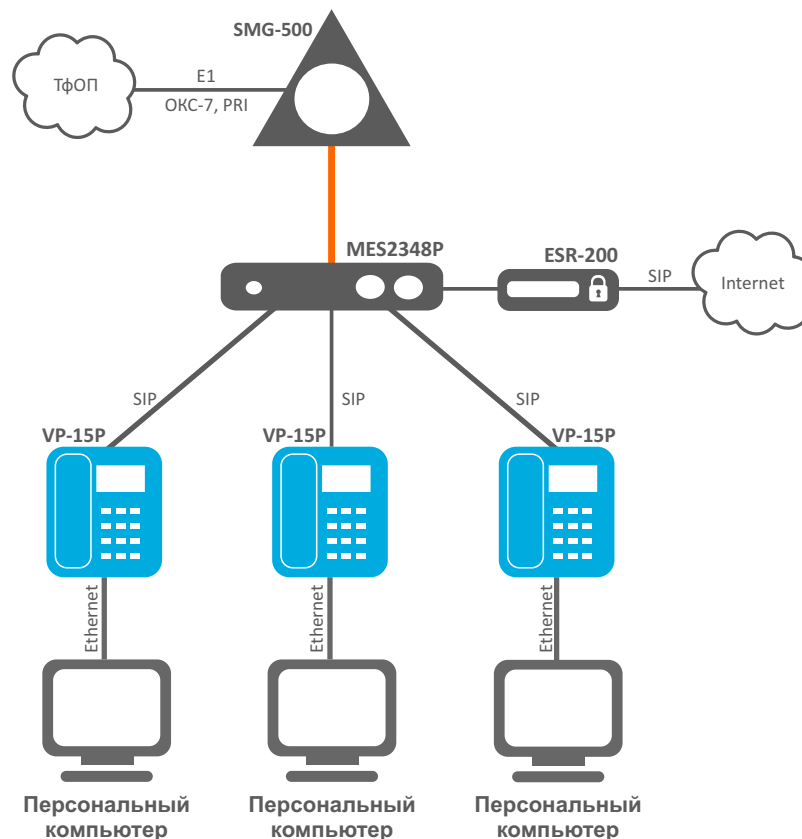 SMG-500
ТфОП
E1
ОКС-7, PRI
MES2348P
ESR-200
SIP
Internet
SIP
SIP
SIP
VP-15P
VP-15P
VP-15P
Ethernet
Ethernet
Ethernet
Персональный
компьютер
Персональный
компьютер
Персональный
компьютер